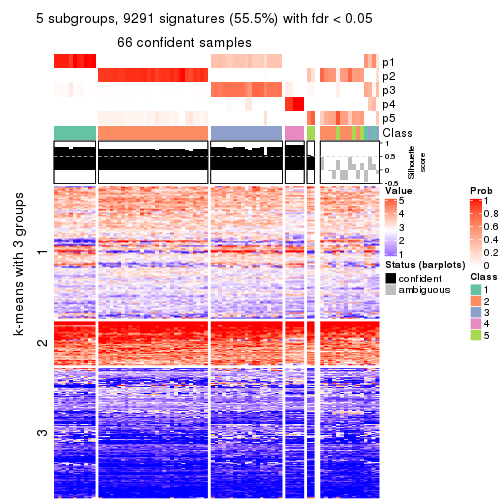 5 subgroups, 9291 signatures (55.5%) with fdr < 0.05
66 confident samples
p1
p2
p3
p4
p5
Class
1
0.5
0
-0.5
Silhouette
score
k-means with 3 groups
1
2
3
Value
5
4
3
2
1
Status (barplots)
confident
ambiguous
Prob
1
0.8
0.6
0.4
0.2
0
Class
1
2
3
4
5